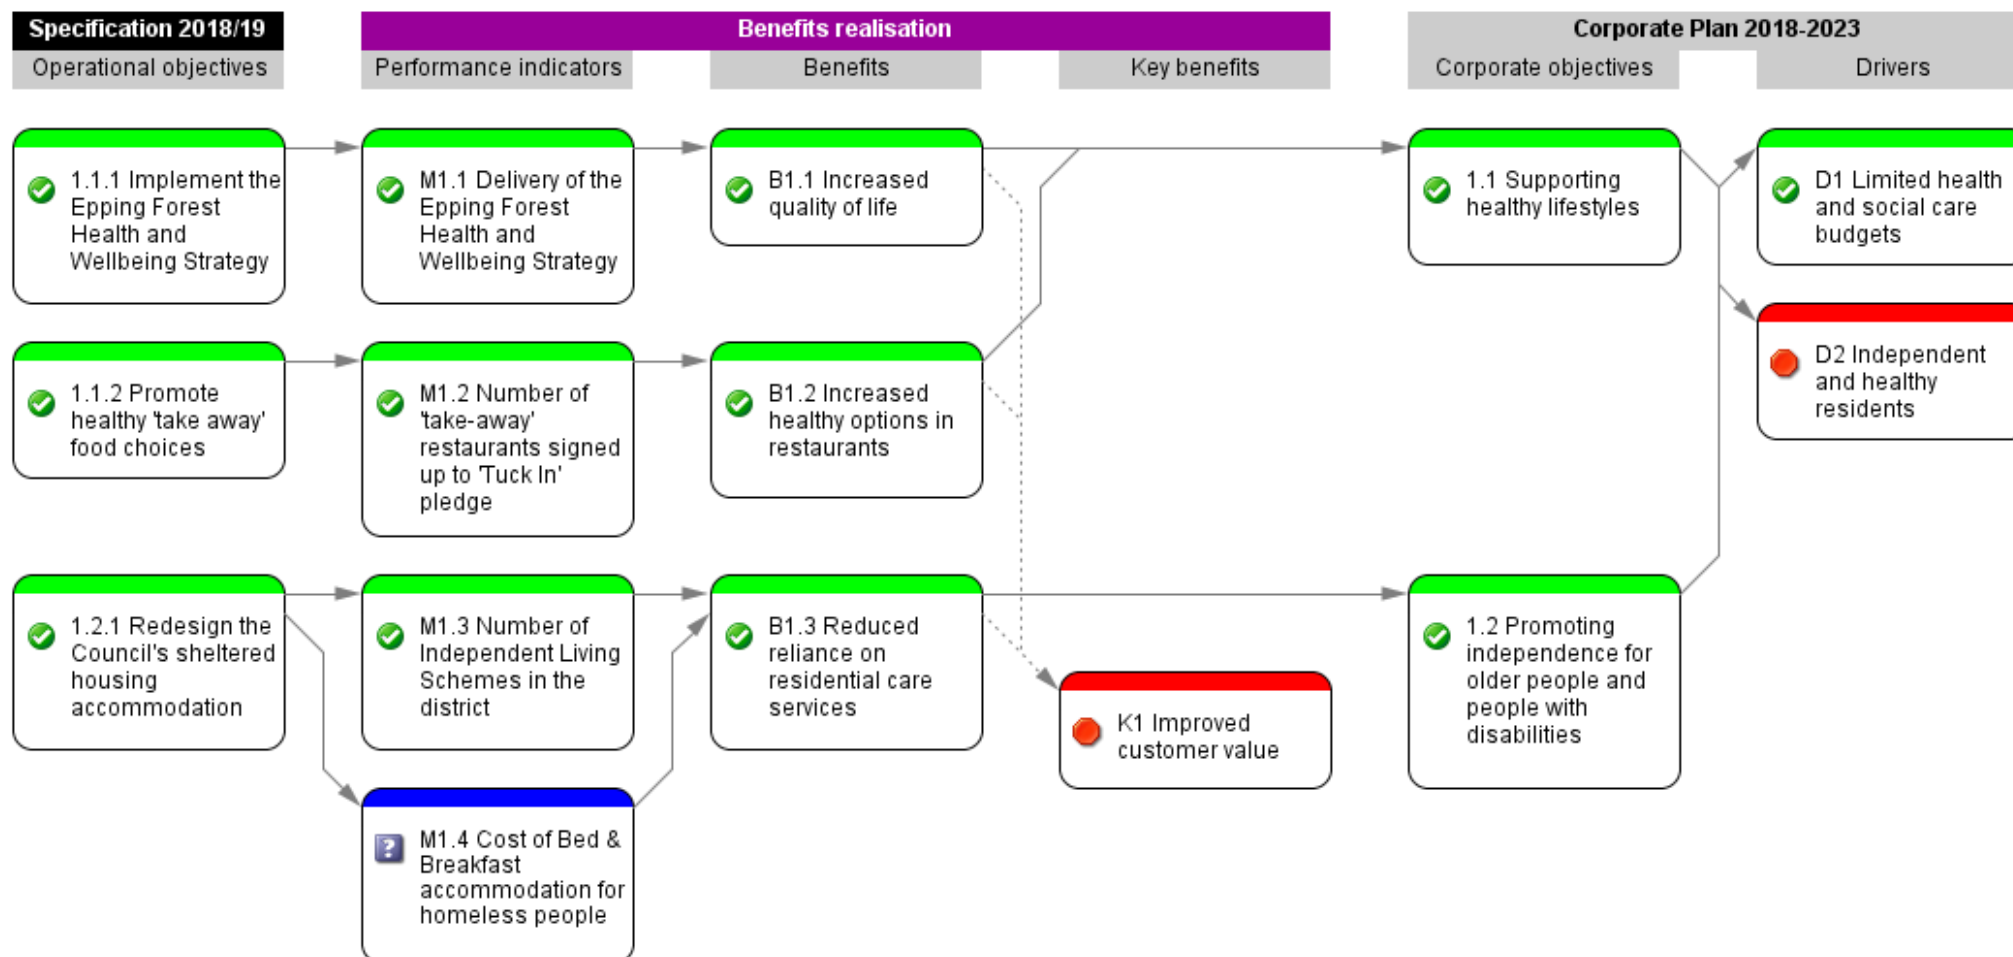 Specification 2018/19
Benefits realisation
Corporate Plan 2018-2023
Operational objectives
Performance indicators
Benefits
Key benefits
Corporate objectives
Drivers
1.1.1 Implement the
Epping Forest
Health and
Wellbeing Strategy
M1.1 Delivery of the
Epping Forest
Health and
Wellbeing Strategy
B1.1 Increased
quality of life
1.1 Supporting
healthy lifestyles
D1 Limited health
and social care
budgets
D2 Independent
and healthy
residents
1.1.2 Promote
healthy 'take away'
food choices
M1.2 Number of
'take-away'
restaurants signed
up to 'Tuck In'
pledge
B1.2 Increased
healthy options in
restaurants
1.2.1 Redesign the
Council's sheltered
housing
accommodation
M1.3 Number of
Independent Living
Schemes in the
district
B1.3 Reduced
reliance on
residential care
services
K1 Improved
customer value
1.2 Promoting
independence for
older people and
people with
disabilities
?
M1.4 Cost of Bed &
Breakfast
accommodation for
homeless people